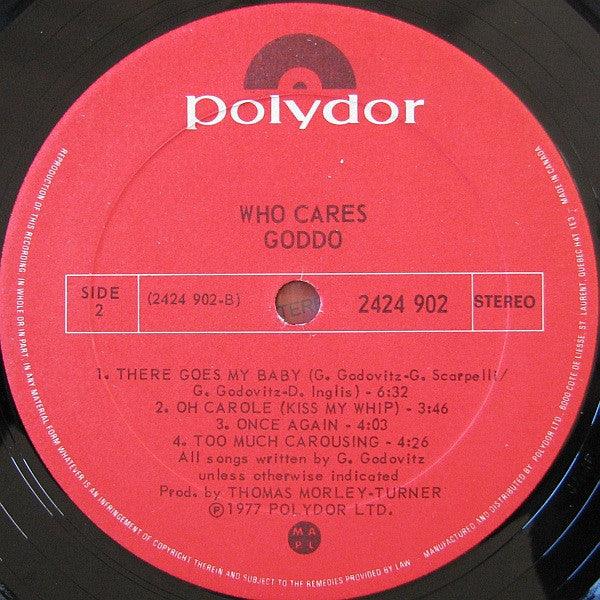 polydor
WHO CARES
GODDO
SIDE
2
(2424 902-B)
2424 902
STEREO
1. THERE GOES MY BABY (G. Godovitz-G. Scarpelli/
G. Godovitz-D. Inglis) - 6:32
2. OH CAROLE (KISS MY WHIP) - 3:46
3. ONCE AGAIN - 4:03
4. TOO MUCH CAROUSING - 4:26
All songs written by G. Godovitz
unless otherwise indicated
Prod. by THOMAS MORLEY-TURNER
℗1977 POLYDOR LTD.
M A
P L
REPRODUCTION OF THIS RECORDING IN WHOLE OR IN PART, IN ANY MATERIAL FORM WHATEVER IS AN INFRINGEMENT OF COPYRIGHT THEREIN AND SUBJECT TO THE REMEDIES PROVIDED BY LAW
MANUFACTURED AND DISTRIBUTED BY POLYDOR LTD. 6000 COTE DE LIESSE, ST LAURENT, QUEBEC H4T 1E3 MADE IN CANADA